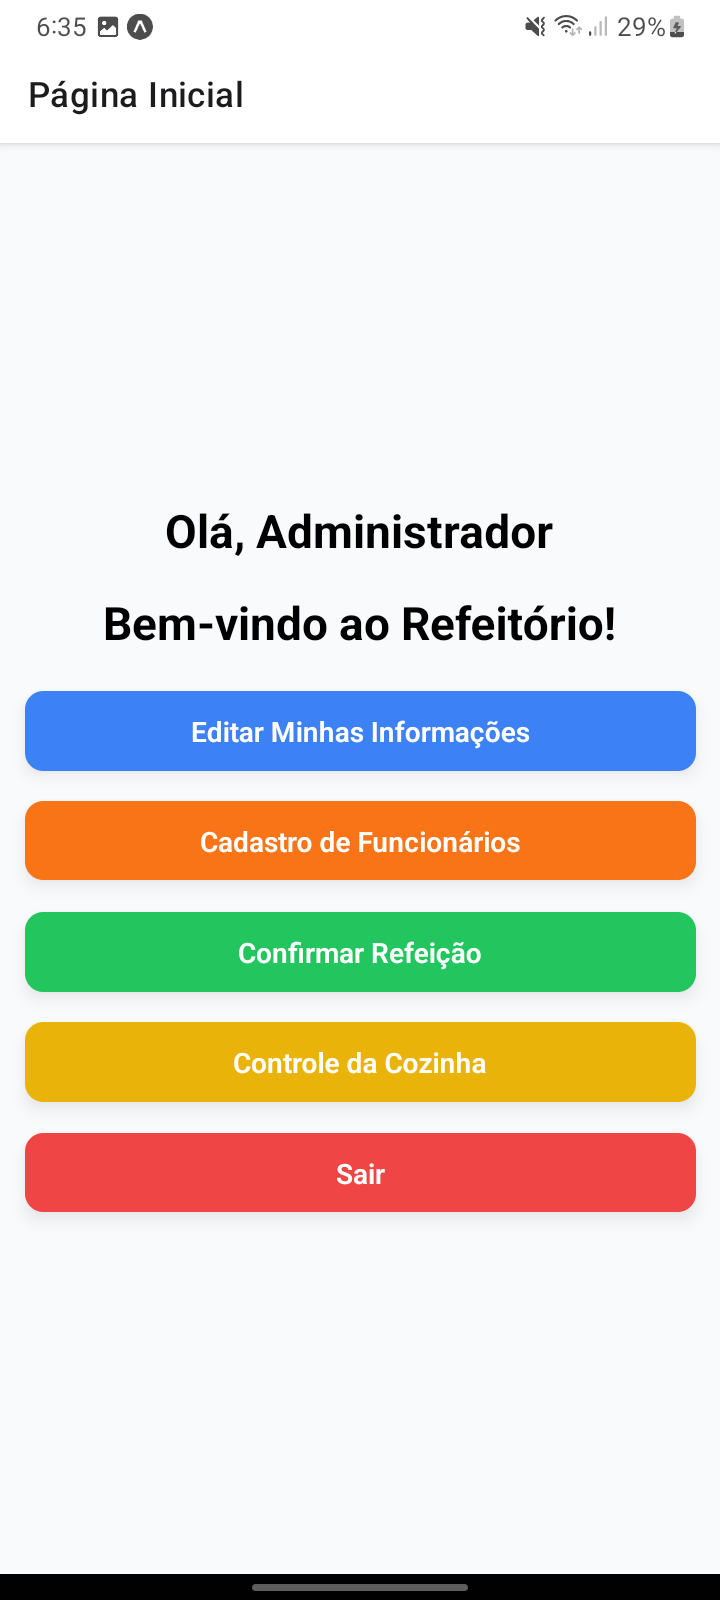 6:35 29%
Página Inicial
Olá, Administrador
Bem-vindo ao Refeitório!
Editar Minhas Informações
Cadastro de Funcionários
Confirmar Refeição
Controle da Cozinha
Sair